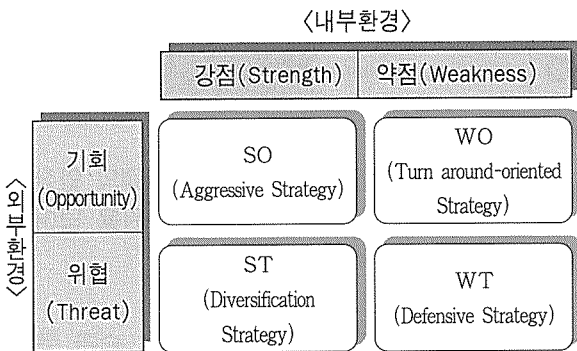 〈내부환경〉
강점(Strength) 약점(Weakness)
기회
(Opportunity)
SO
(Aggressive Strategy)
WO
(Turn around-oriented
Strategy)
〈외부환경〉
위협
(Threat)
ST
(Diversification
Strategy)
WT
(Defensive Strategy)